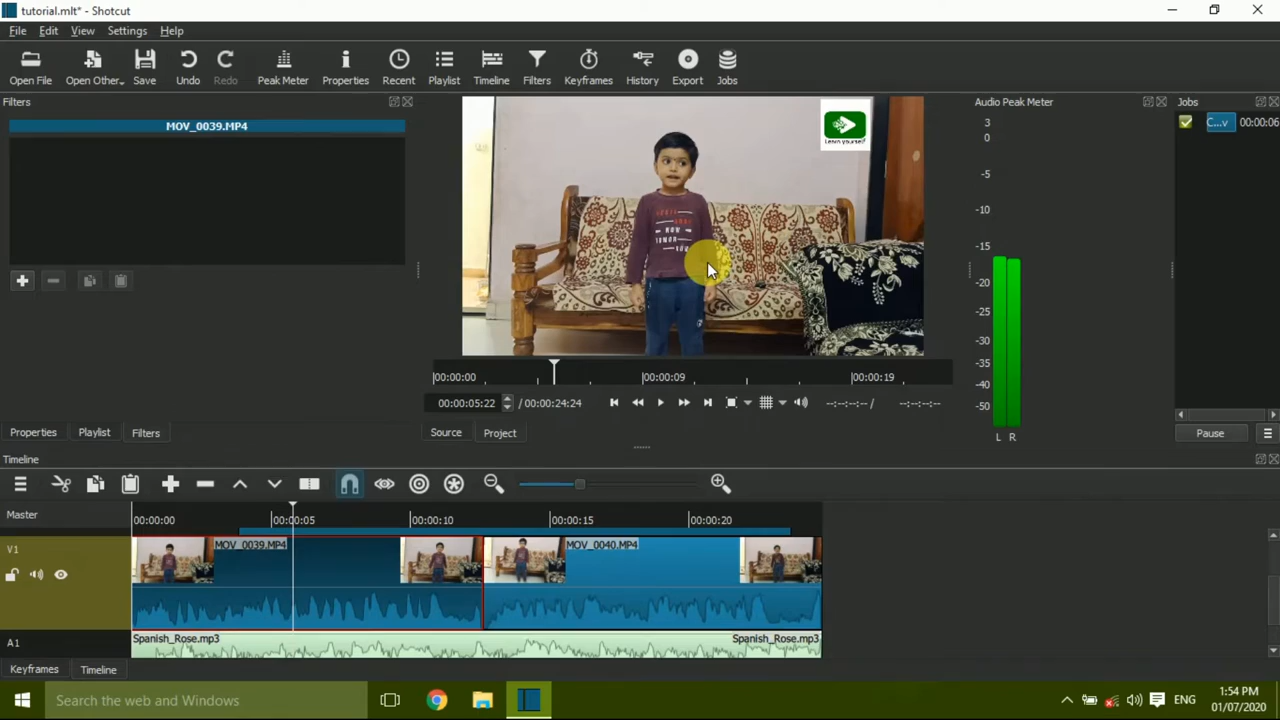 tutorial.mlt* - Shotcut
File Edit View Settings Help
Open File Open Other Save Undo Redo Peak Meter Properties Recent Playlist Timeline Filters Keyframes History Export Jobs
Filters
MOV_0039.MP4
Learn yourself
NOW
Audio Peak Meter
3
0
-5
-10
-15
-20
-25
-30
-35
-40
-50
L R
Jobs
C...v 00:00:06
Pause
00:00:00 00:00:09 00:00:19
00:00:05:22 / 00:00:24:24 --:--:--:-- / --:--:--:--
Properties Playlist Filters
Source Project
Timeline
Master
00:00:00 00:00:05 00:00:10 00:00:15 00:00:20
V1
MOV_0039.MP4 MOV_0040.MP4
A1
Spanish_Rose.mp3 Spanish_Rose.mp3
Keyframes Timeline
Search the web and Windows
ENG
1:54 PM
01/07/2020